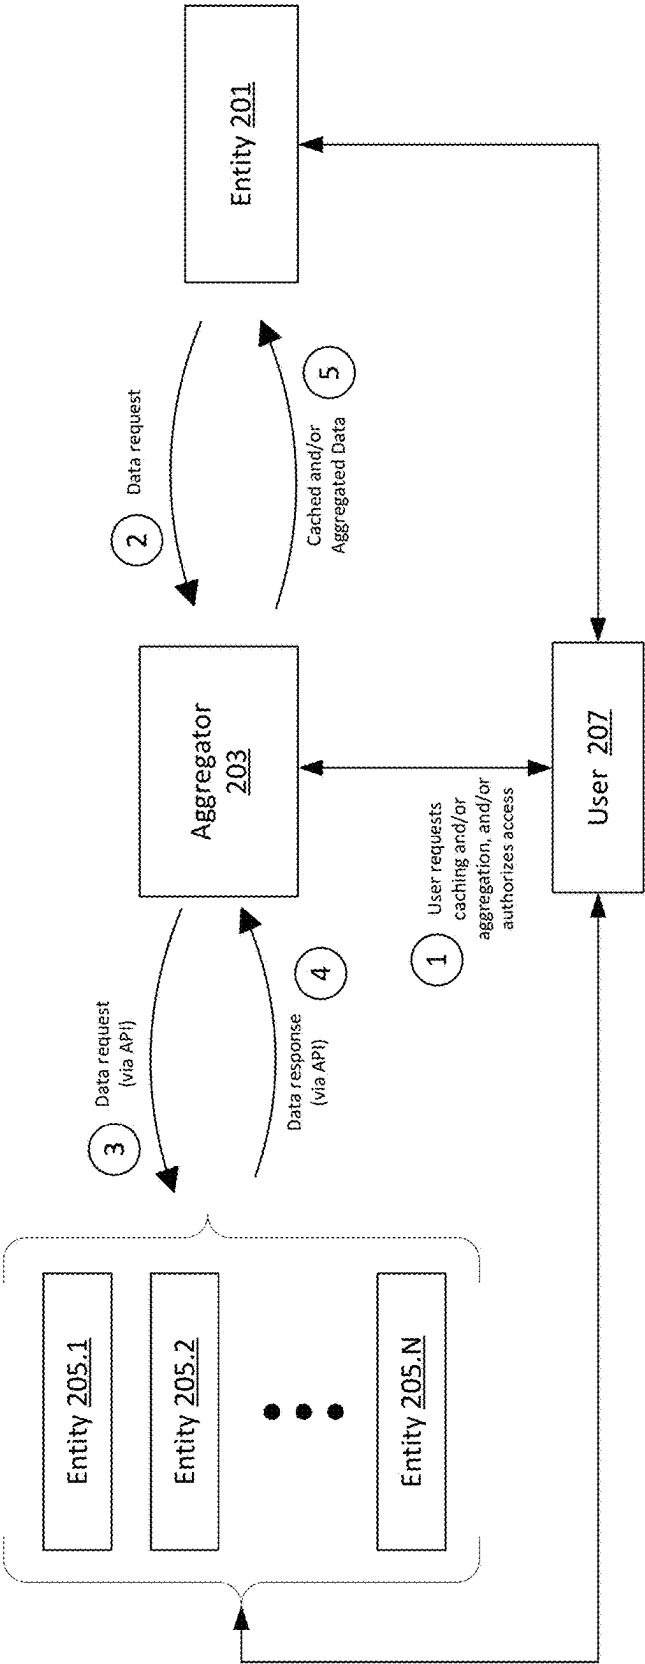 Entity 205.1
Entity 205.2
Entity 205.N
3
Data request
(via API)
Data response
(via API)
4
Aggregator
203
2
Data request
Cached and/or
Aggregated Data
5
Entity 201
1
User requests
caching and/or
aggregation, and/or
authorizes access
User 207